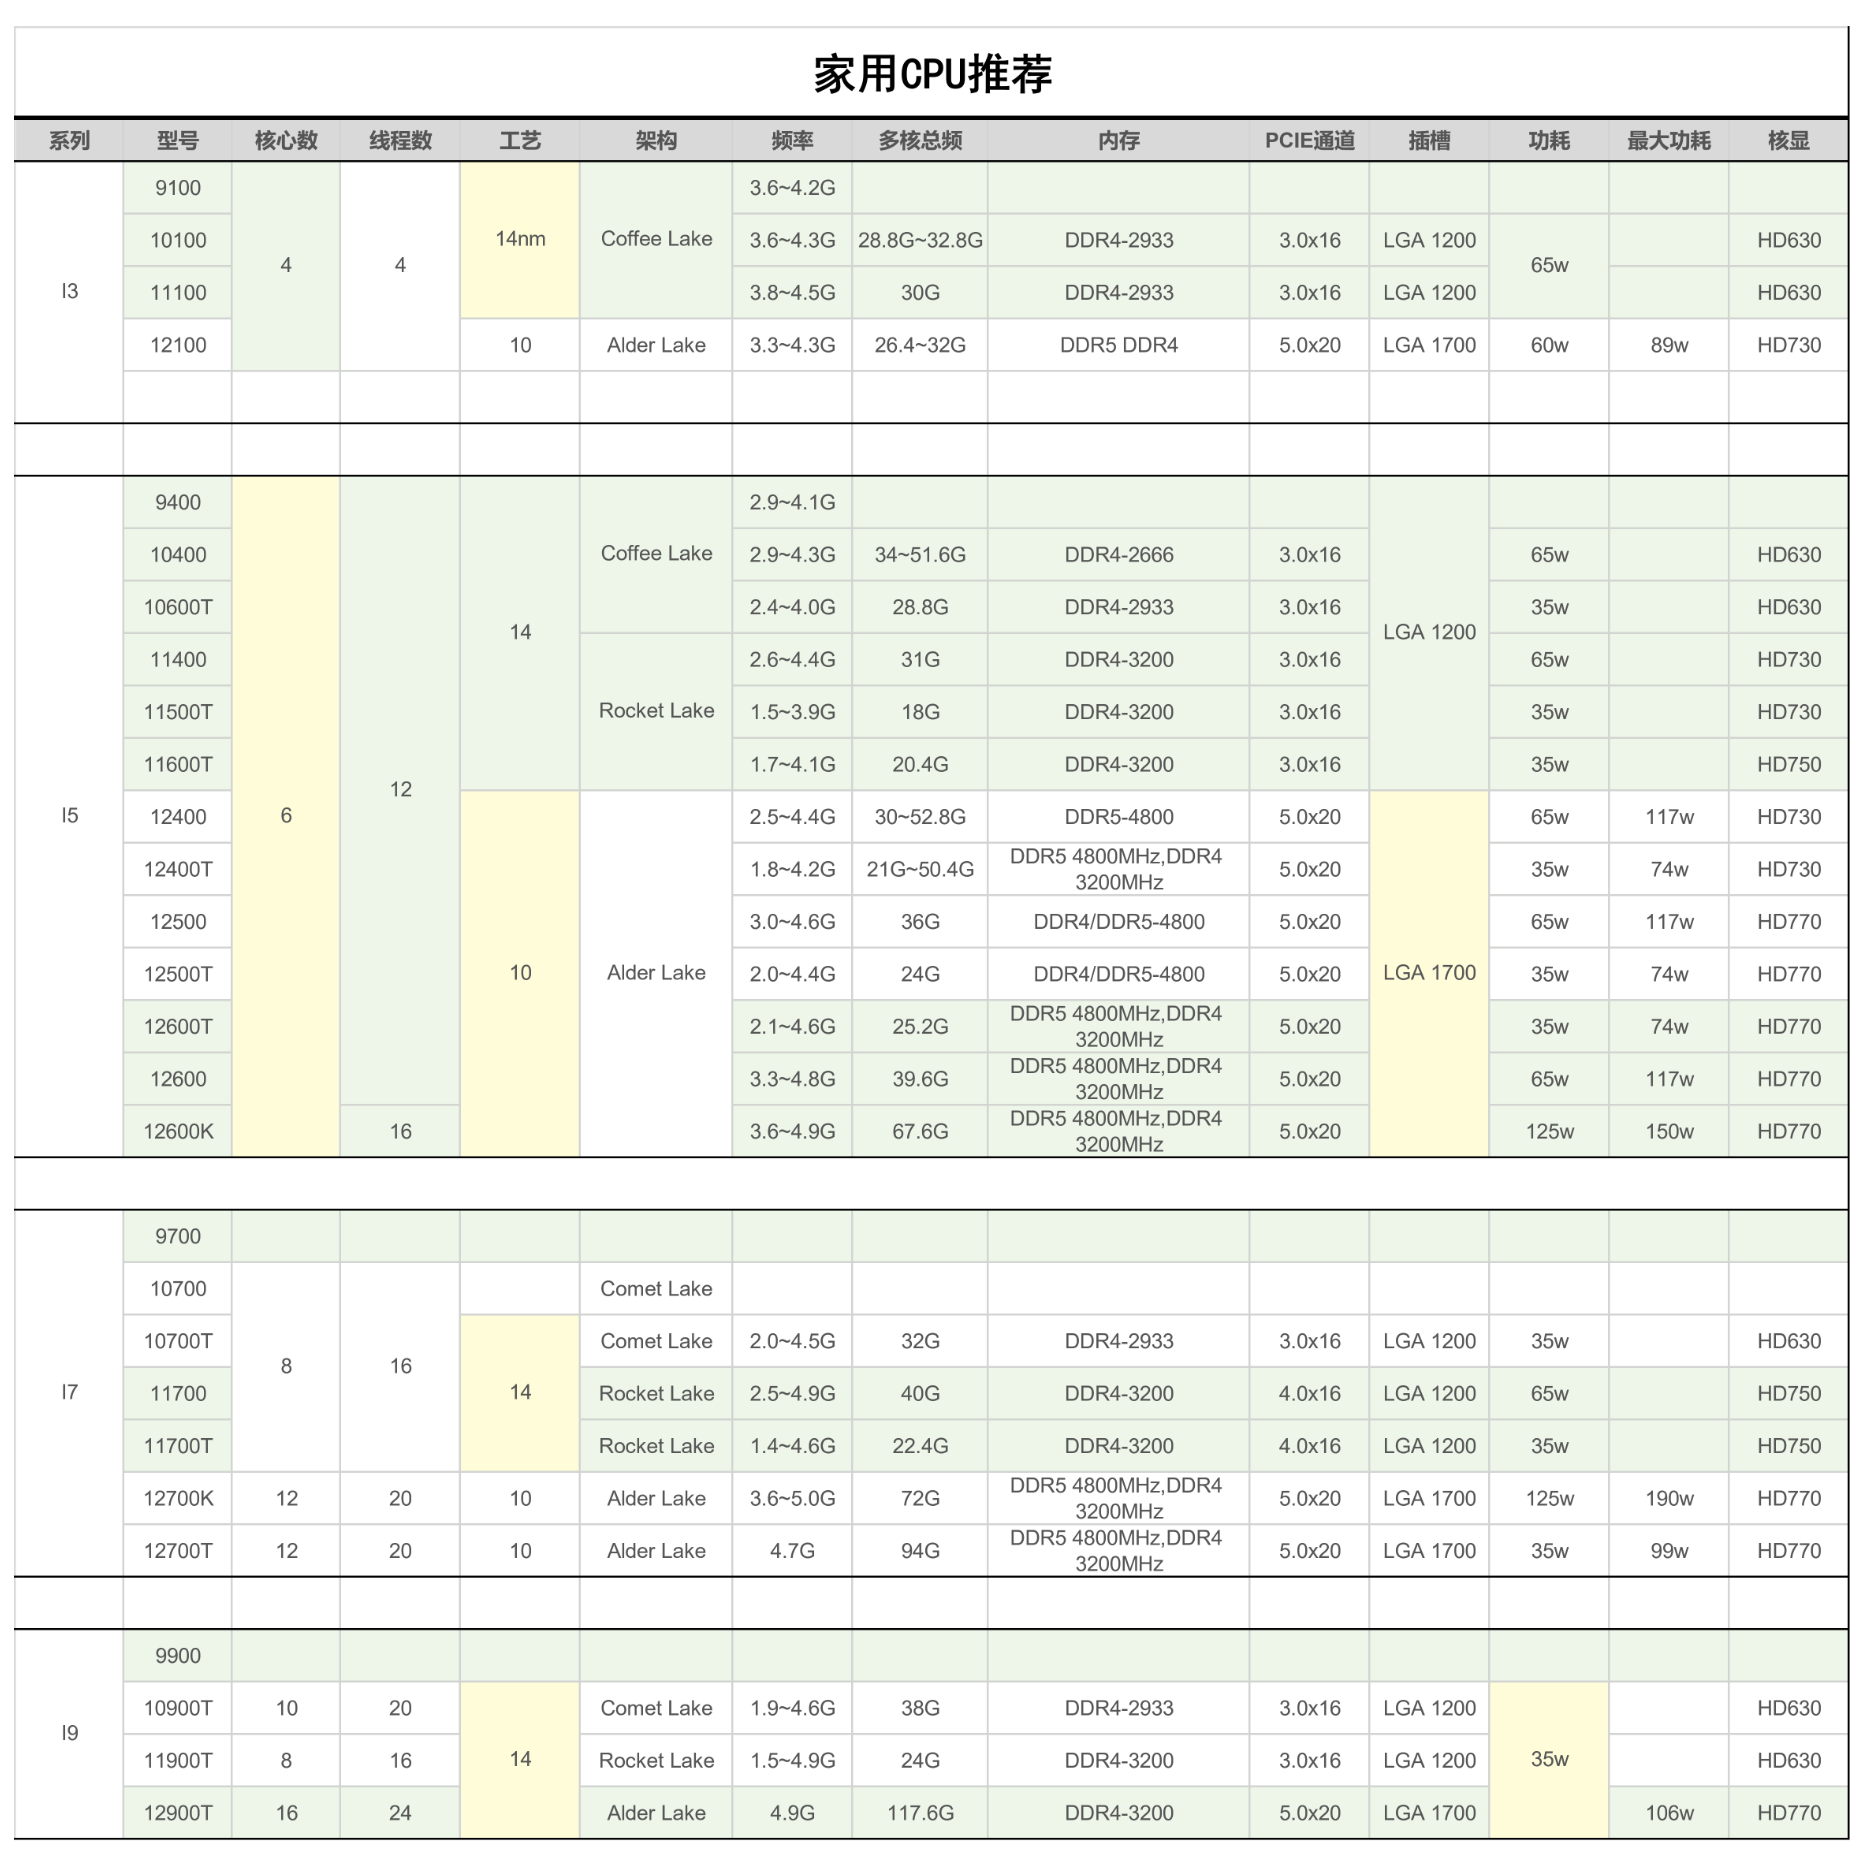 家用CPU推荐
系列 型号 核心数 线程数 工艺 架构 频率 多核总频 内存 PCIE通道 插槽 功耗 最大功耗 核显
I3 4 4 14nm Coffee Lake 65w
9100 3.6~4.2G
10100 3.6~4.3G 28.8G~32.8G DDR4-2933 3.0x16 LGA 1200 HD630
11100 3.8~4.5G 30G DDR4-2933 3.0x16 LGA 1200 HD630
12100 10 Alder Lake 3.3~4.3G 26.4~32G DDR5 DDR4 5.0x20 LGA 1700 60w 89w HD730
I5 6 12 14 Coffee Lake LGA 1200
9400 2.9~4.1G
10400 2.9~4.3G 34~51.6G DDR4-2666 3.0x16 65w HD630
10600T 2.4~4.0G 28.8G DDR4-2933 3.0x16 35w HD630
Rocket Lake
11400 2.6~4.4G 31G DDR4-3200 3.0x16 65w HD730
11500T 1.5~3.9G 18G DDR4-3200 3.0x16 35w HD730
11600T 1.7~4.1G 20.4G DDR4-3200 3.0x16 35w HD750
10 Alder Lake LGA 1700
12400 2.5~4.4G 30~52.8G DDR5-4800 5.0x20 65w 117w HD730
12400T 1.8~4.2G 21G~50.4G DDR5 4800MHz,DDR4
3200MHz 5.0x20 35w 74w HD730
12500 3.0~4.6G 36G DDR4/DDR5-4800 5.0x20 65w 117w HD770
12500T 2.0~4.4G 24G DDR4/DDR5-4800 5.0x20 35w 74w HD770
12600T 2.1~4.6G 25.2G DDR5 4800MHz,DDR4
3200MHz 5.0x20 35w 74w HD770
12600 3.3~4.8G 39.6G DDR5 4800MHz,DDR4
3200MHz 5.0x20 65w 117w HD770
12600K 16 3.6~4.9G 67.6G DDR5 4800MHz,DDR4
3200MHz 5.0x20 125w 150w HD770
I7 8 16 14
9700
10700 Comet Lake
10700T Comet Lake 2.0~4.5G 32G DDR4-2933 3.0x16 LGA 1200 35w HD630
11700 Rocket Lake 2.5~4.9G 40G DDR4-3200 4.0x16 LGA 1200 65w HD750
11700T Rocket Lake 1.4~4.6G 22.4G DDR4-3200 4.0x16 LGA 1200 35w HD750
12700K 12 20 10 Alder Lake 3.6~5.0G 72G DDR5 4800MHz,DDR4
3200MHz 5.0x20 LGA 1700 125w 190w HD770
12700T 12 20 10 Alder Lake 4.7G 94G DDR5 4800MHz,DDR4
3200MHz 5.0x20 LGA 1700 35w 99w HD770
I9 14 35w
9900
10900T 10 20 Comet Lake 1.9~4.6G 38G DDR4-2933 3.0x16 LGA 1200 HD630
11900T 8 16 Rocket Lake 1.5~4.9G 24G DDR4-3200 3.0x16 LGA 1200 HD630
12900T 16 24 Alder Lake 4.9G 117.6G DDR4-3200 5.0x20 LGA 1700 106w HD770